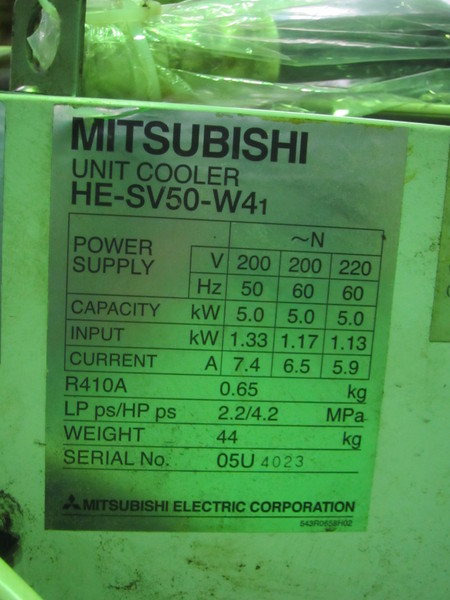 MITSUBISHI
UNIT COOLER
HE-SV50-W41
POWER SUPPLY ~N
V 200 200 220
Hz 50 60 60
CAPACITY kW 5.0 5.0 5.0
INPUT kW 1.33 1.17 1.13
CURRENT A 7.4 6.5 5.9
R410A 0.65 kg
LP ps/HP ps 2.2/4.2 MPa
WEIGHT 44 kg
SERIAL No. 05U 4023
MITSUBISHI ELECTRIC CORPORATION
543R0658H32